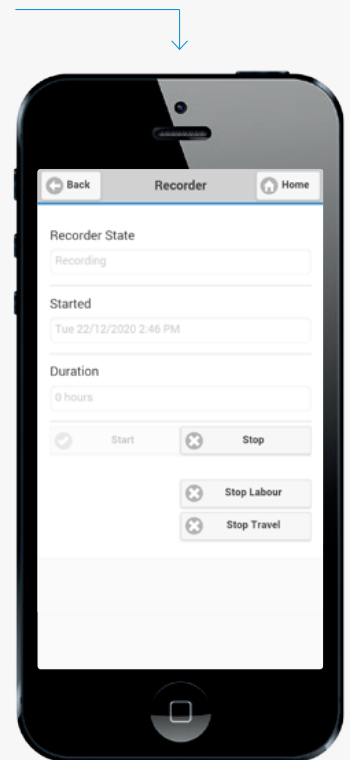 Back Recorder Home
Recorder State
Recording
Started
Tue 22/12/2020 2:46 PM
Duration
0 hours
Start Stop
Stop Labour
Stop Travel